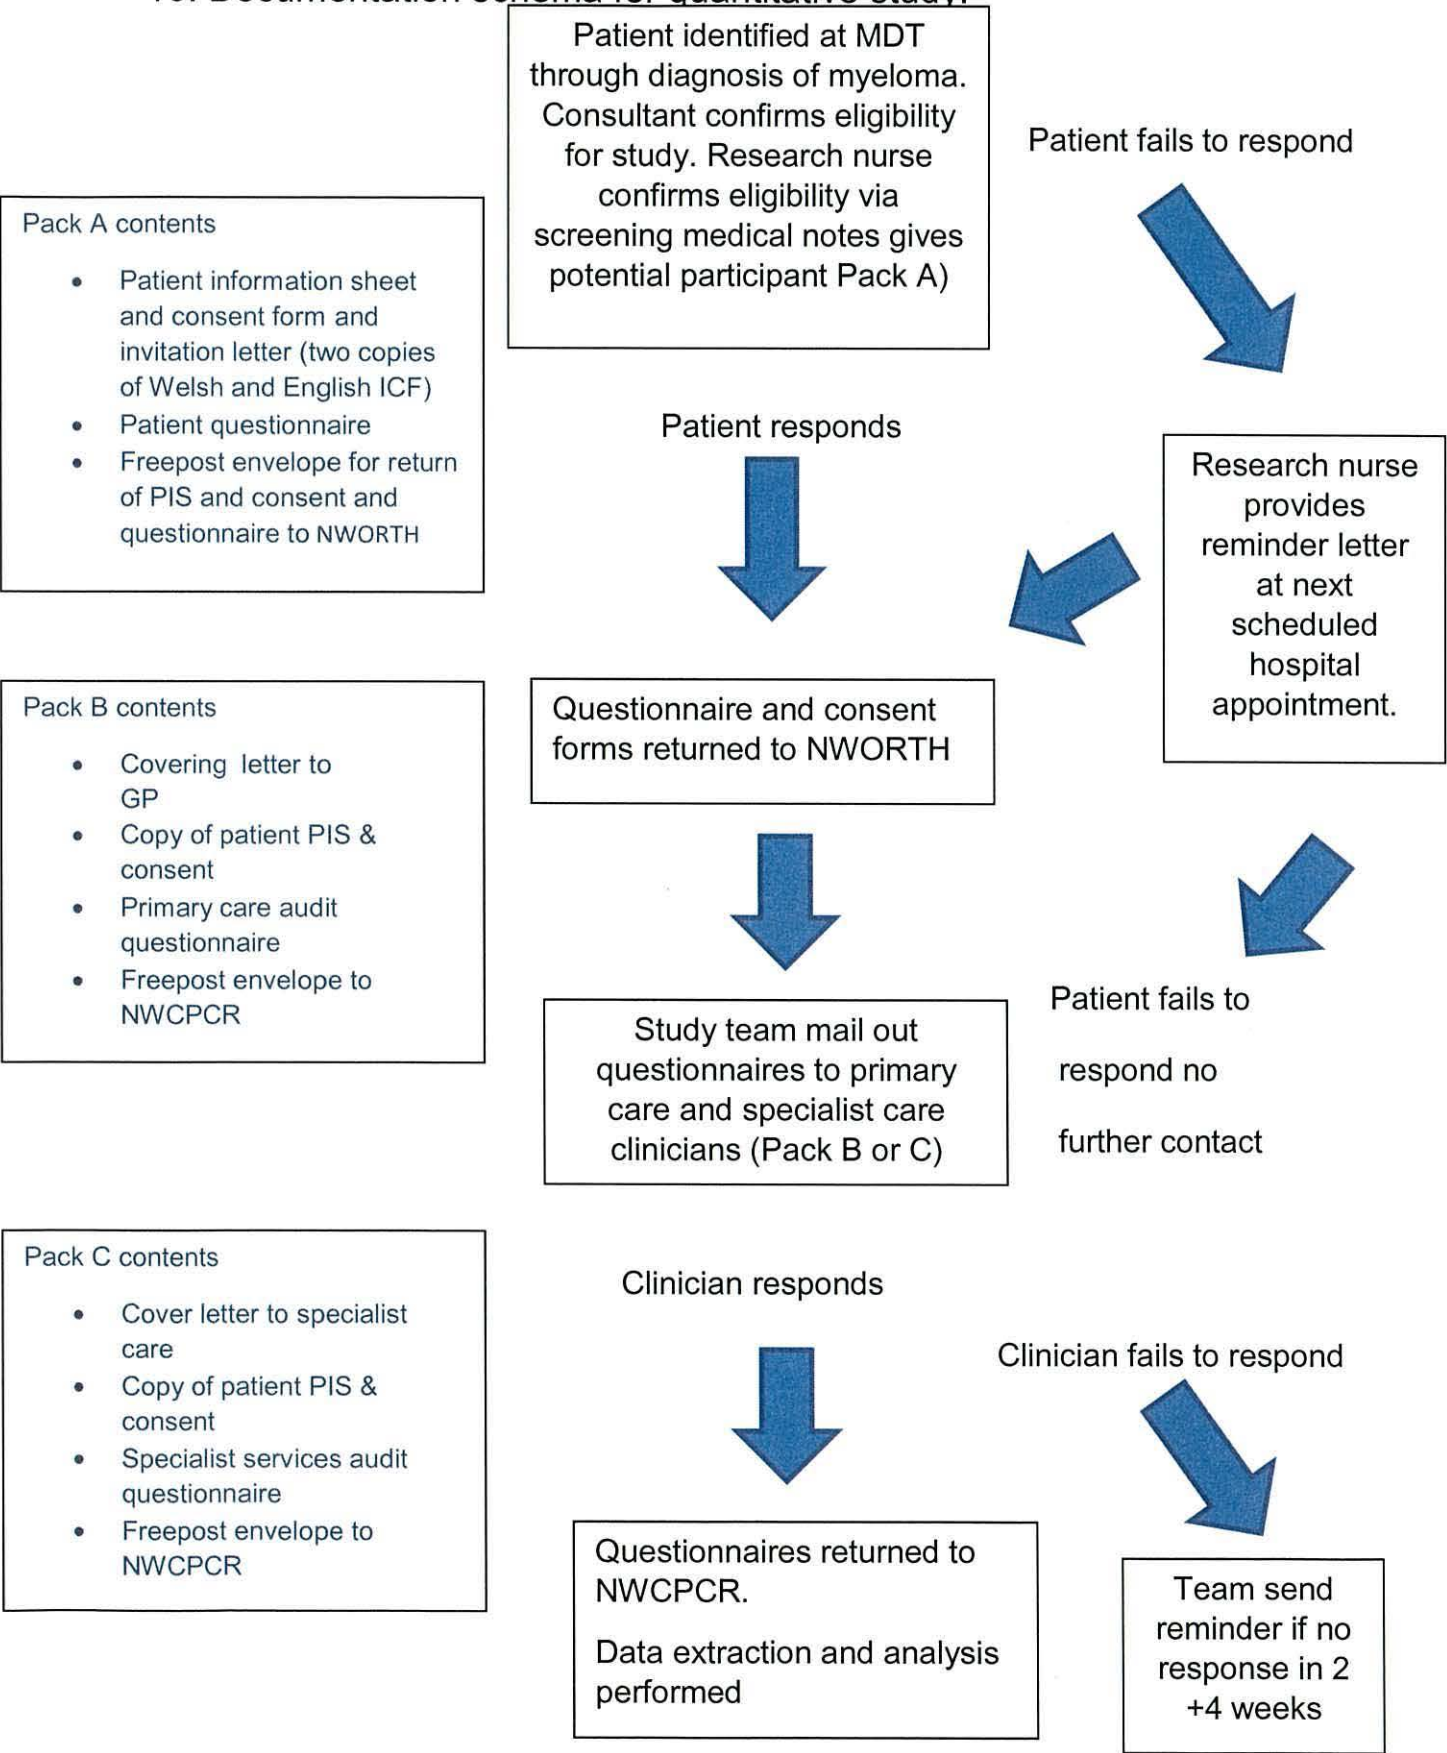 Patient identified at MDT
through diagnosis of myeloma.
Consultant confirms eligibility
for study. Research nurse
confirms eligibility via
screening medical notes gives
potential participant Pack A)
Patient fails to respond
Pack A contents
• Patient information sheet
and consent form and
invitation letter (two copies
of Welsh and English ICF)
• Patient questionnaire
• Freepost envelope for return
of PIS and consent and
questionnaire to NWORTH
Patient responds
Research nurse
provides
reminder letter
at next
scheduled
hospital
appointment.
Pack B contents
• Covering letter to
GP
• Copy of patient PIS &
consent
• Primary care audit
questionnaire
• Freepost envelope to
NWCPCR
Questionnaire and consent
forms returned to NWORTH
Study team mail out
questionnaires to primary
care and specialist care
clinicians (Pack B or C)
Patient fails to
respond no
further contact
Pack C contents
• Cover letter to specialist
care
• Copy of patient PIS &
consent
• Specialist services audit
questionnaire
• Freepost envelope to
NWCPCR
Clinician responds
Clinician fails to respond
Questionnaires returned to
NWCPCR.
Data extraction and analysis
performed
Team send
reminder if no
response in 2
+4 weeks